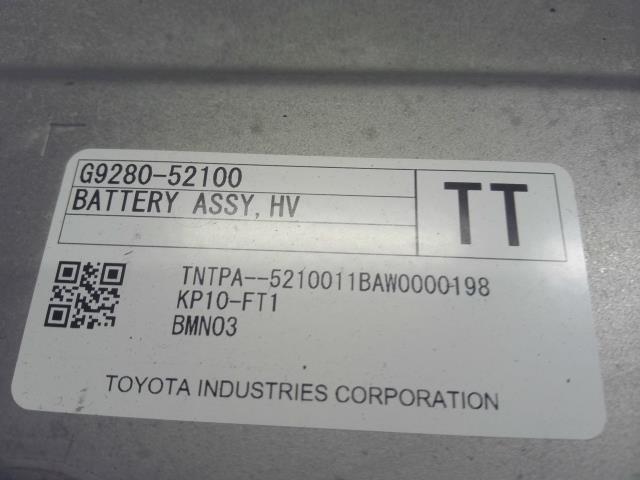 G9280-52100
BATTERY ASSY, HV
TT
TNTPA--5210011BAW0000198
KP10-FT1
BMN03
TOYOTA INDUSTRIES CORPORATION